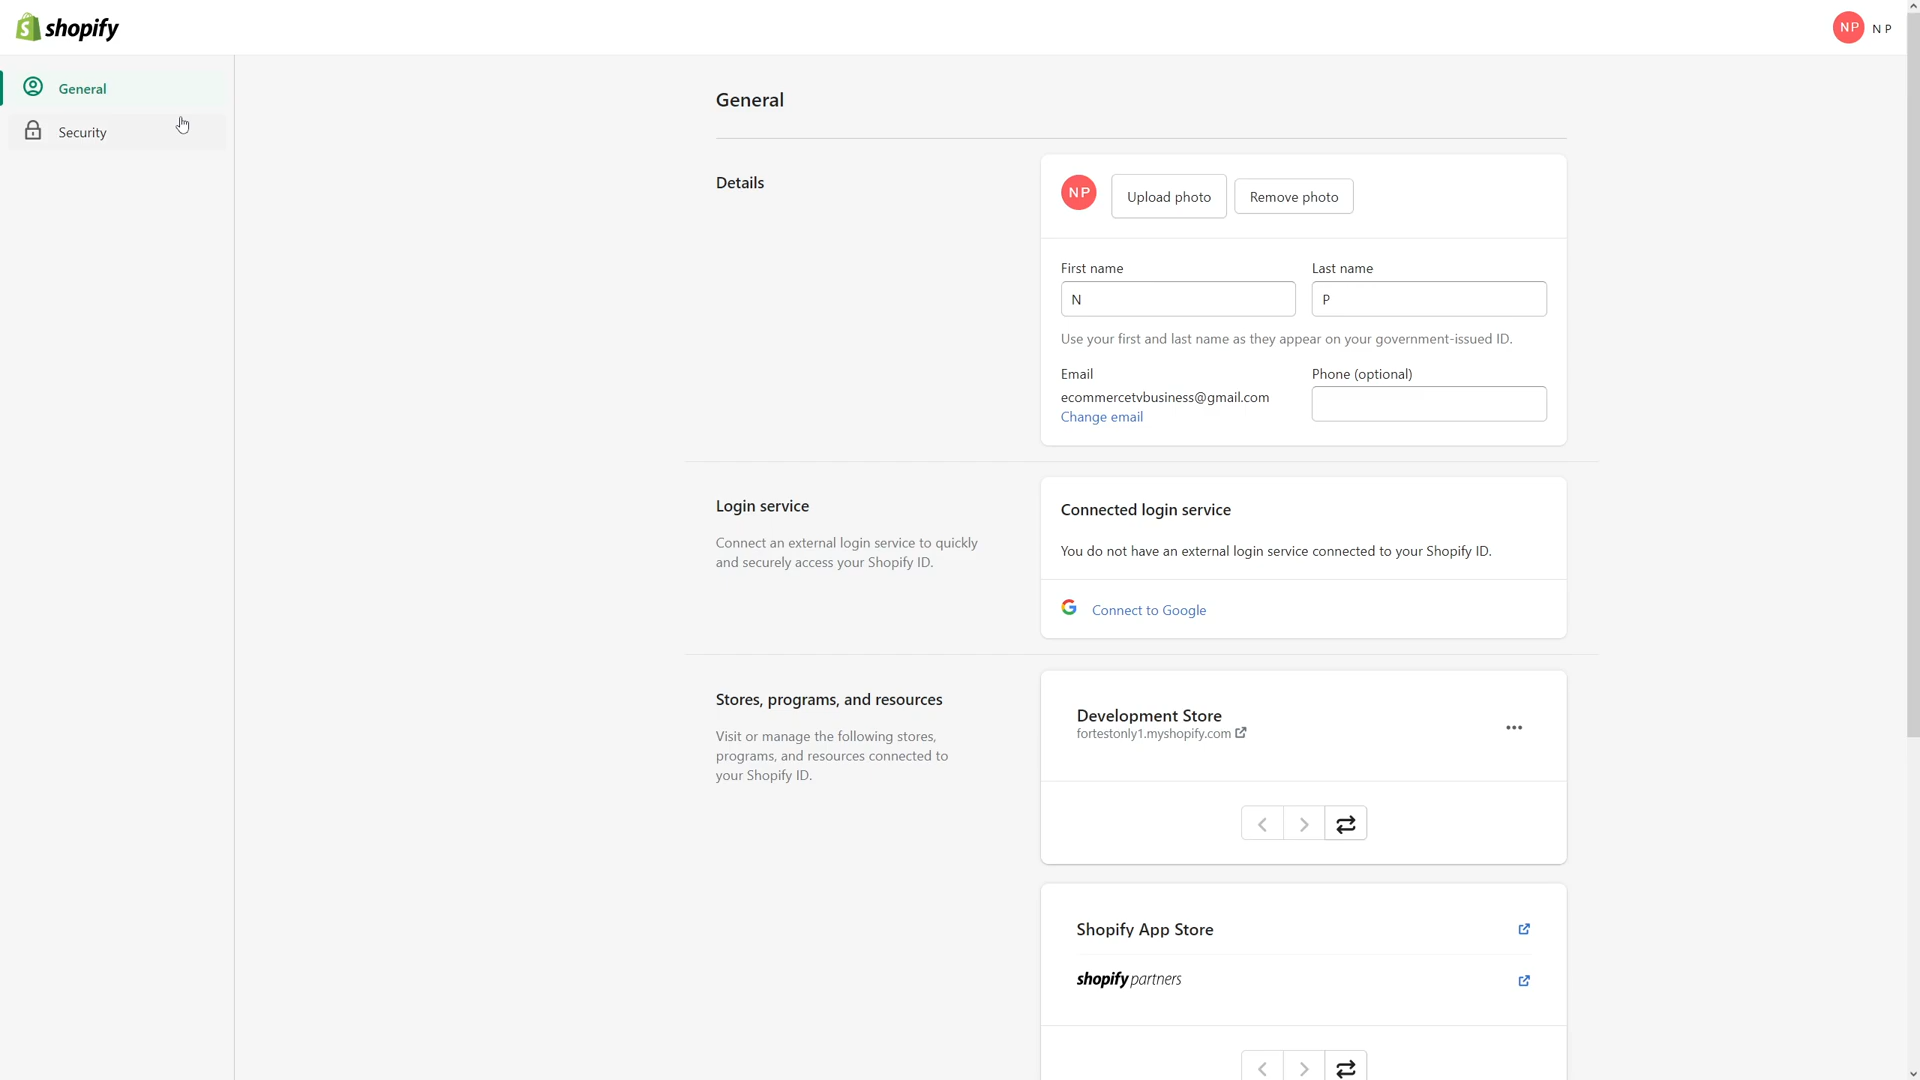 shopify
NP N P
General
Security
General
Details
NP Upload photo Remove photo
First name Last name
N P
Use your first and last name as they appear on your government-issued ID.
Email Phone (optional)
ecommercetvbusiness@gmail.com
Change email
Login service
Connect an external login service to quickly
and securely access your Shopify ID.
Connected login service
You do not have an external login service connected to your Shopify ID.
Connect to Google
Stores, programs, and resources
Visit or manage the following stores,
programs, and resources connected to
your Shopify ID.
Development Store
fortestonly1.myshopify.com
Shopify App Store
shopify partners